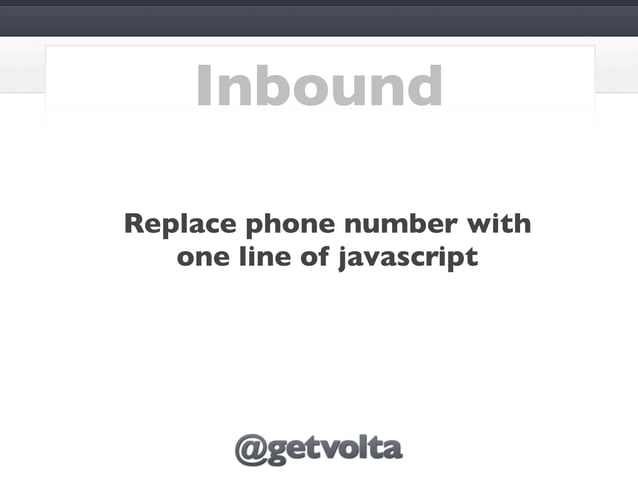 Inbound
Replace phone number with
one line of javascript
@getvolta